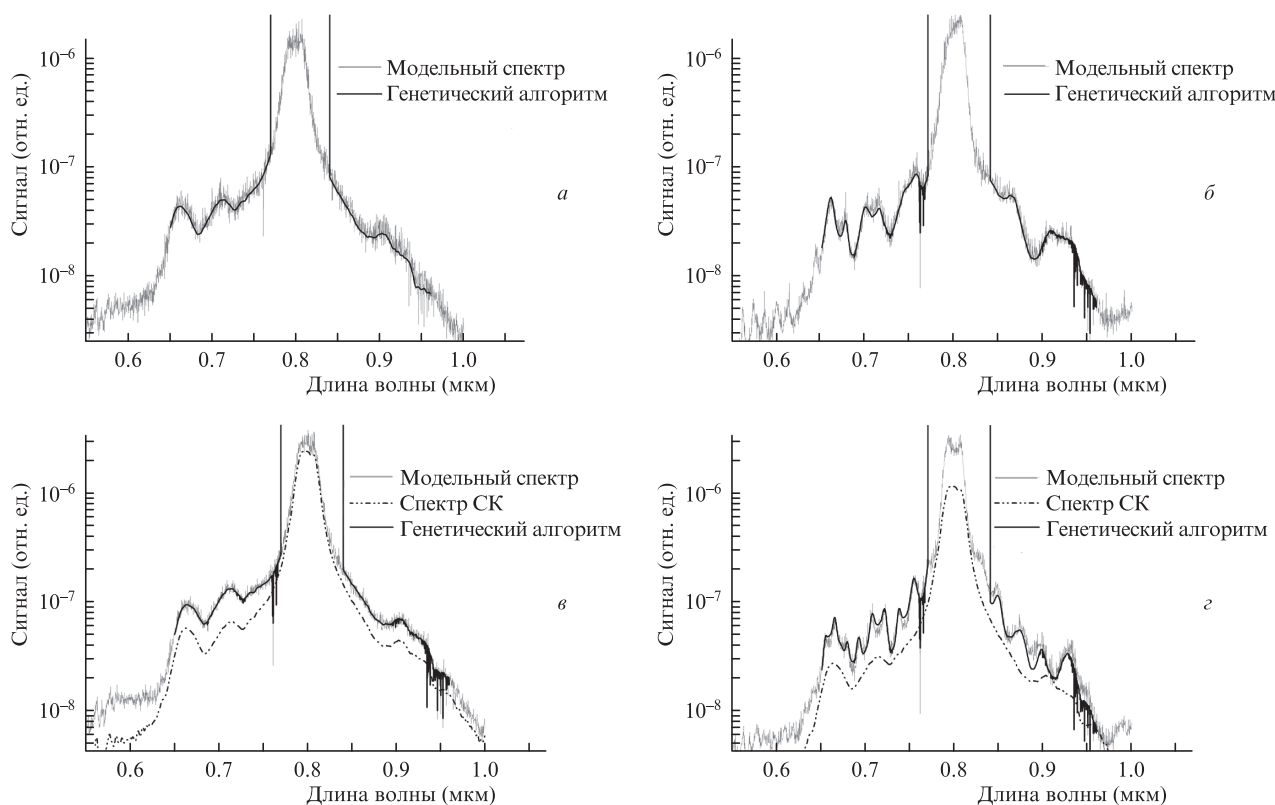 10⁻⁶
10⁻⁷
10⁻⁸
Сигнал (отн. ед.)
Модельный спектр
Генетический алгоритм
а
0.6 0.7 0.8 0.9 1.0
Длина волны (мкм)
10⁻⁶
10⁻⁷
10⁻⁸
Сигнал (отн. ед.)
Модельный спектр
Генетический алгоритм
б
0.6 0.7 0.8 0.9 1.0
Длина волны (мкм)
10⁻⁶
10⁻⁷
10⁻⁸
Сигнал (отн. ед.)
Модельный спектр
Спектр СК
Генетический алгоритм
в
0.6 0.7 0.8 0.9 1.0
Длина волны (мкм)
10⁻⁶
10⁻⁷
10⁻⁸
Сигнал (отн. ед.)
Модельный спектр
Спектр СК
Генетический алгоритм
г
0.6 0.7 0.8 0.9 1.0
Длина волны (мкм)